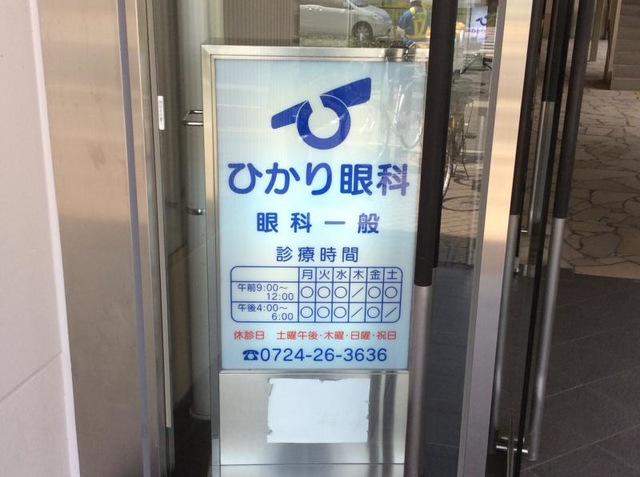 ひかり眼科
眼科一般
診療時間
月火水木金土
午前9:00〜12:00 ○○○／○○
午後4:00〜6:00 ○○○／○／
休診日 土曜午後・木曜・日曜・祝日
☎0724-26-3636